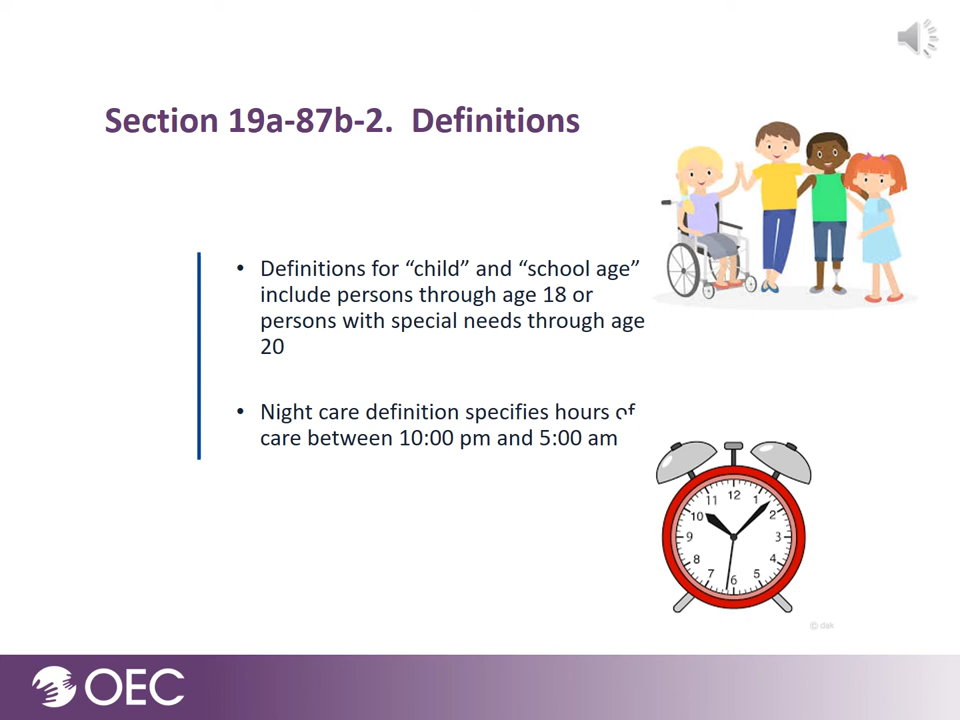 Section 19a-87b-2.  Definitions
• Definitions for “child” and “school age”
include persons through age 18 or
persons with special needs through age
20
• Night care definition specifies hours of
care between 10:00 pm and 5:00 am
12
11 1
10 2
9 3
8 4
7 5
6
© dak
OEC